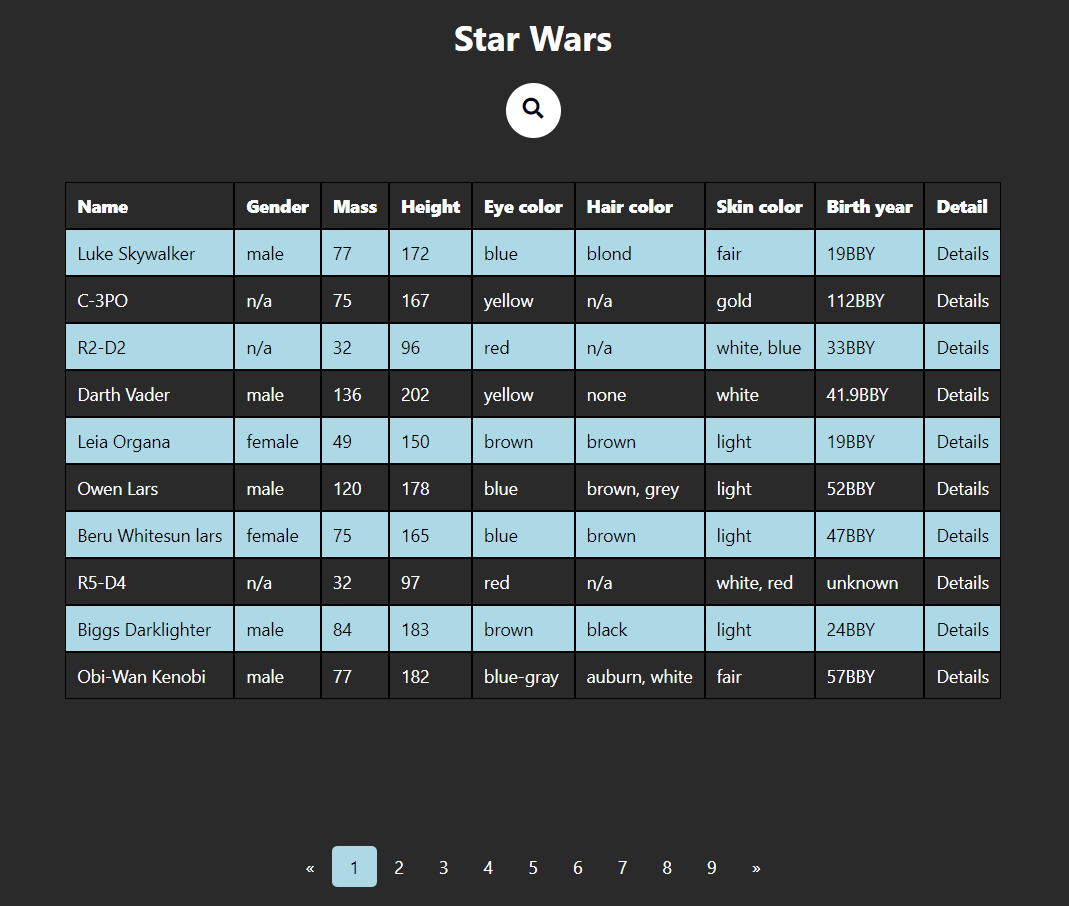 Star Wars
Name Gender Mass Height Eye color Hair color Skin color Birth year Detail
Luke Skywalker male 77 172 blue blond fair 19BBY Details
C-3PO n/a 75 167 yellow n/a gold 112BBY Details
R2-D2 n/a 32 96 red n/a white, blue 33BBY Details
Darth Vader male 136 202 yellow none white 41.9BBY Details
Leia Organa female 49 150 brown brown light 19BBY Details
Owen Lars male 120 178 blue brown, grey light 52BBY Details
Beru Whitesun lars female 75 165 blue brown light 47BBY Details
R5-D4 n/a 32 97 red n/a white, red unknown Details
Biggs Darklighter male 84 183 brown black light 24BBY Details
Obi-Wan Kenobi male 77 182 blue-gray auburn, white fair 57BBY Details
« 1 2 3 4 5 6 7 8 9 »